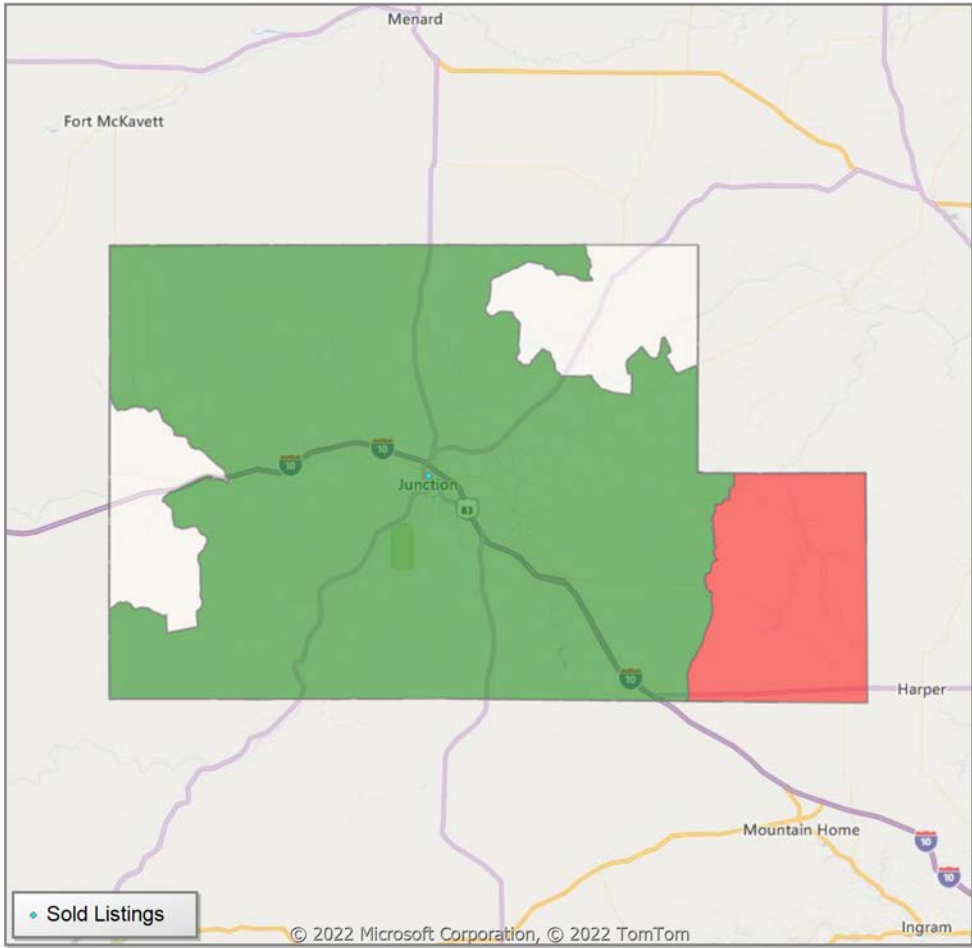 Menard
Fort McKavett
10
10
Junction
83
10
Harper
Mountain Home
10
10
Sold Listings
© 2022 Microsoft Corporation, © 2022 TomTom
Ingram